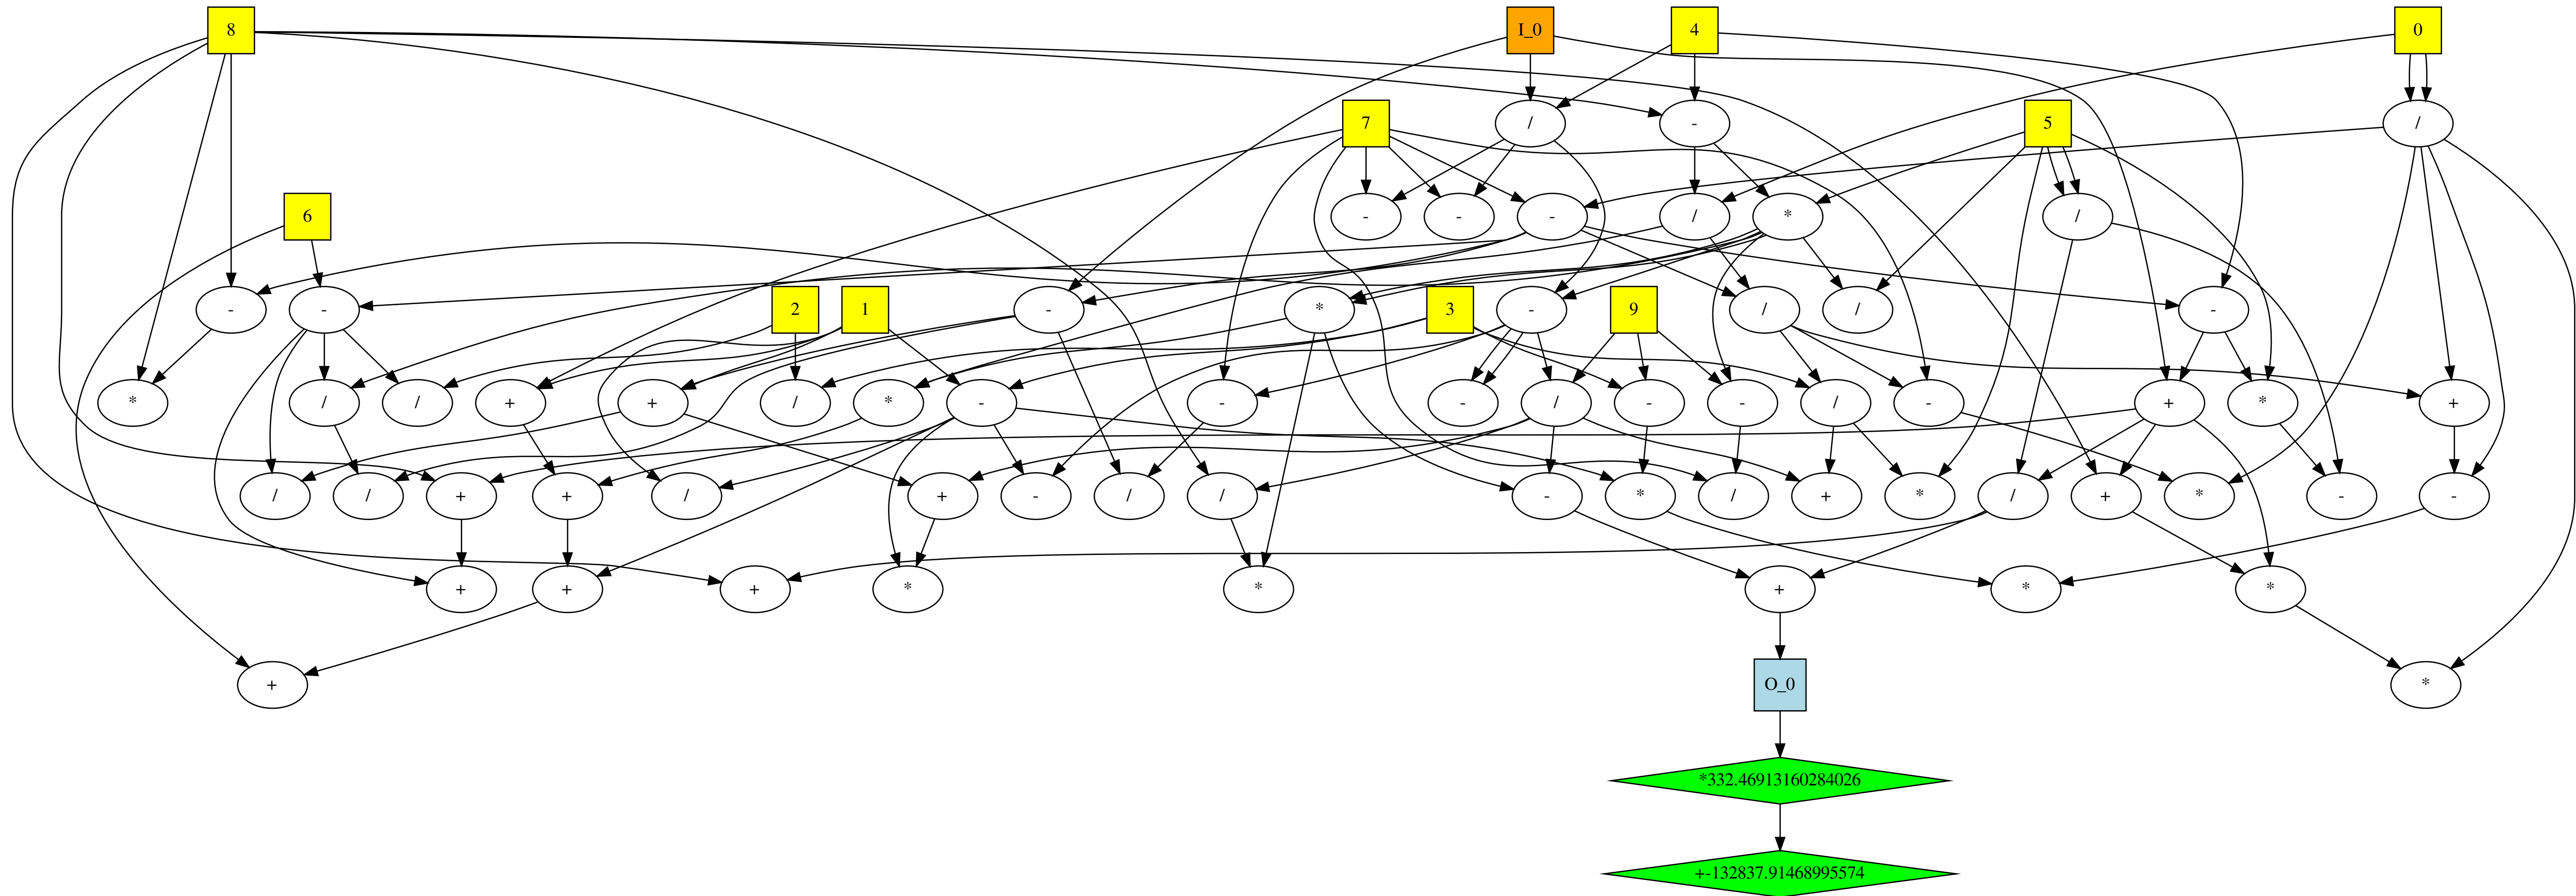 8 I_0 4 0
7 / - 5 /
6 - - - / * /
- - 2 1 - * 3 - 9 / / -
* / / + + / * - - - / - - / - + * +
/ / + + / + - / / - * / + * / + * - -
+ + + * * + * *
+ O_0 *
*332.46913160284026
+-132837.91468995574